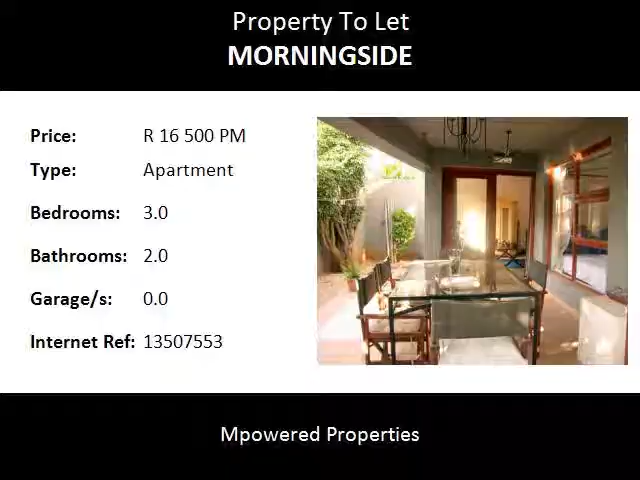 Property To Let
MORNINGSIDE
Price: R 16 500 PM
Type: Apartment
Bedrooms: 3.0
Bathrooms: 2.0
Garage/s: 0.0
Internet Ref: 13507553
Mpowered Properties